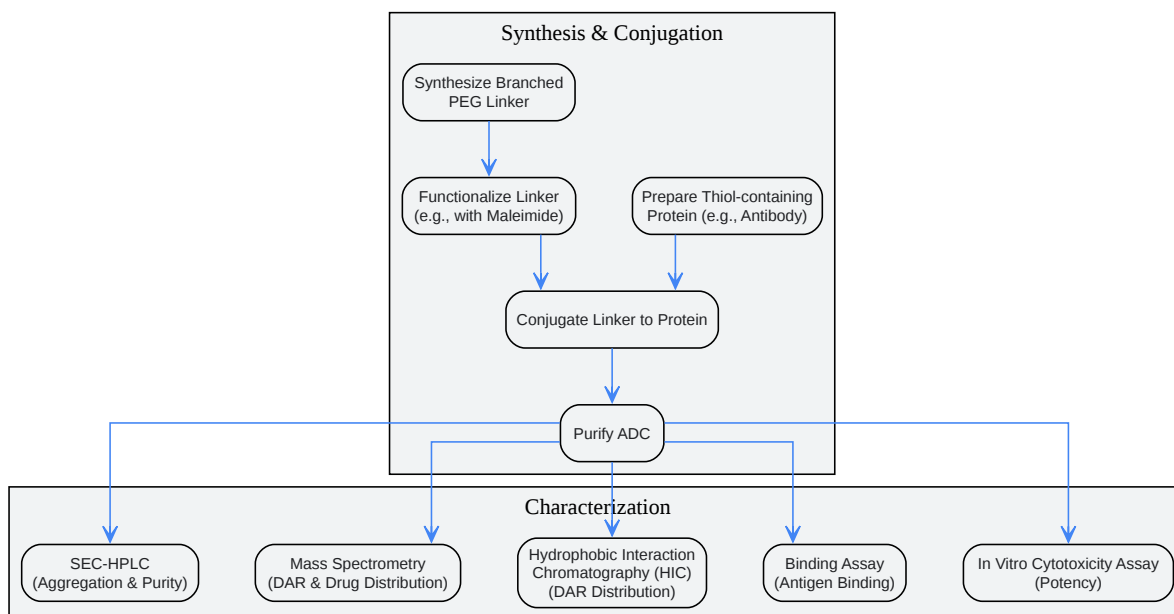 Synthesis & Conjugation
Synthesize Branched
PEG Linker
Functionalize Linker
(e.g., with Maleimide)
Prepare Thiol-containing
Protein (e.g., Antibody)
Conjugate Linker to Protein
Purify ADC
Characterization
SEC-HPLC
(Aggregation & Purity)
Mass Spectrometry
(DAR & Drug Distribution)
Hydrophobic Interaction
Chromatography (HIC)
(DAR Distribution)
Binding Assay
(Antigen Binding)
In Vitro Cytotoxicity Assay
(Potency)